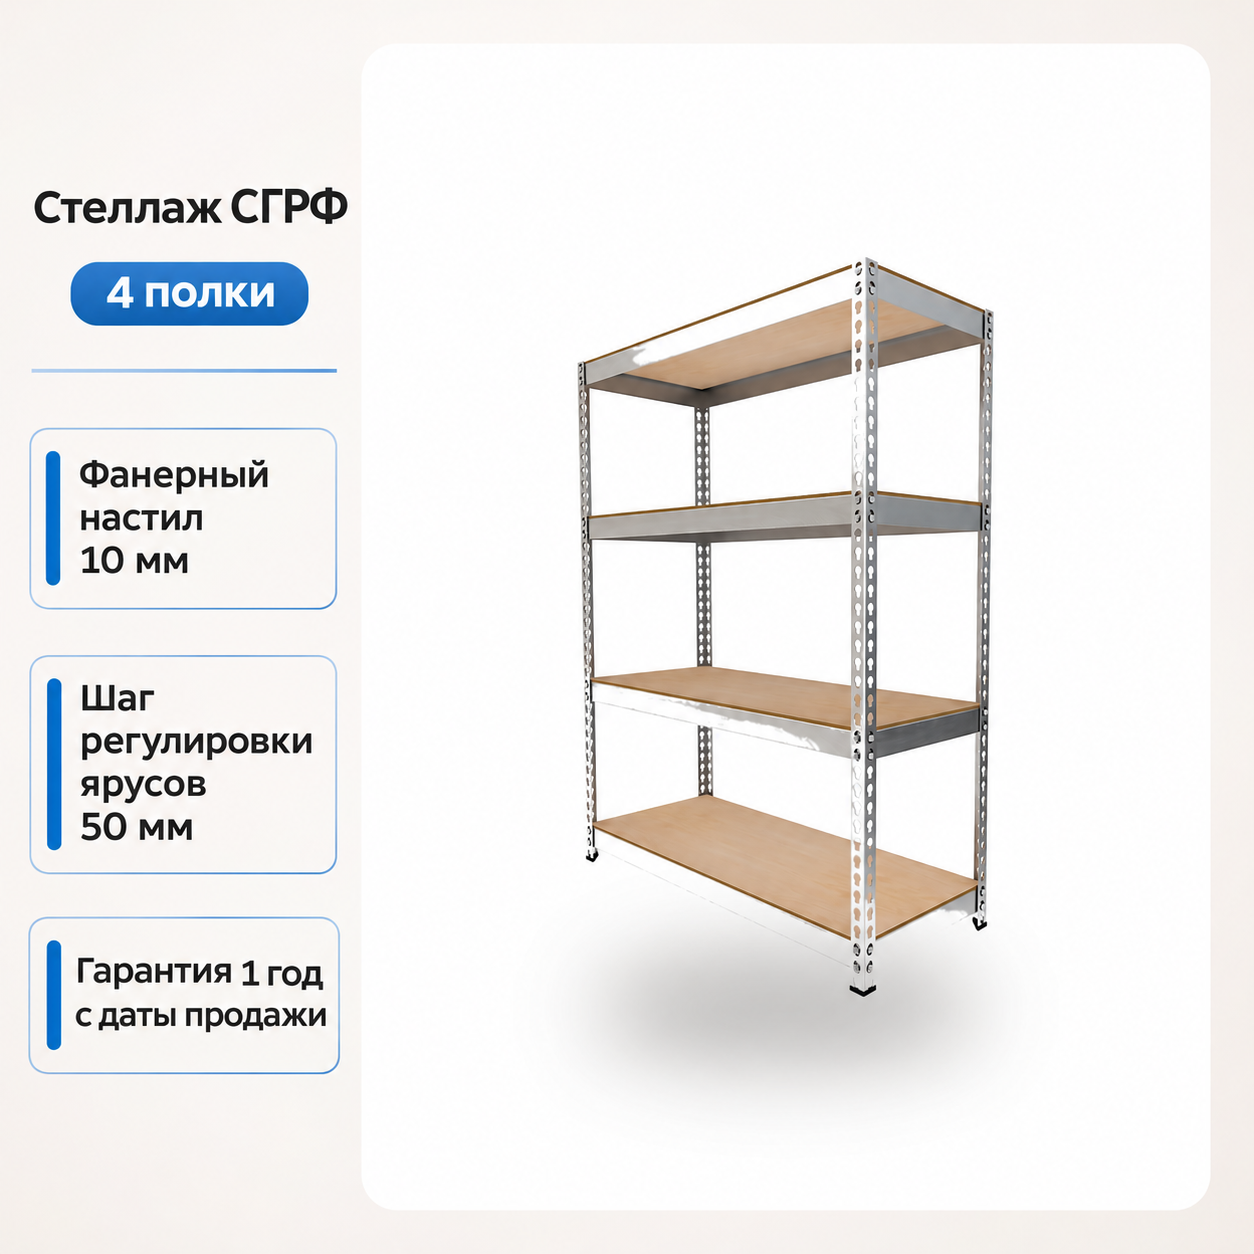 Стеллаж СГРФ
4 полки
Фанерный
настил
10 мм
Шаг
регулировки
ярусов
50 мм
Гарантия 1 год
с даты продажи